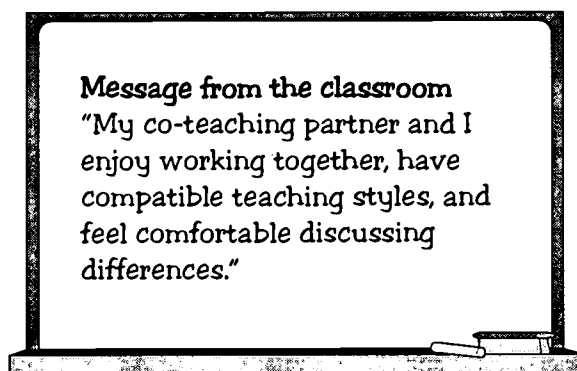 Message from the classroom
"My co-teaching partner and I
enjoy working together, have
compatible teaching styles, and
feel comfortable discussing
differences."